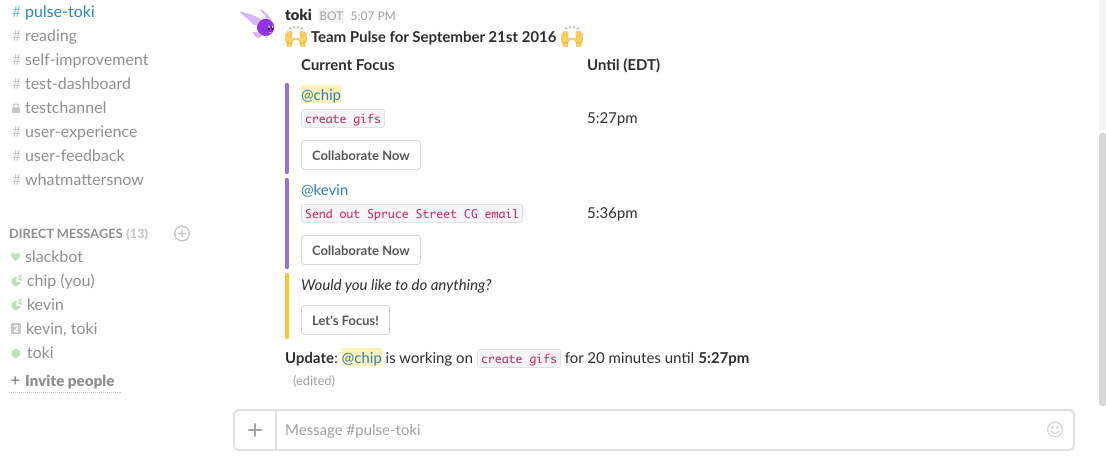 # pulse-toki
# reading
# self-improvement
# test-dashboard
testchannel
# user-experience
# user-feedback
# whatmattersnow
DIRECT MESSAGES (13)
slackbot
chip (you)
kevin
2 kevin, toki
toki
+ Invite people
toki BOT 5:07 PM
Team Pulse for September 21st 2016
Current Focus Until (EDT)
@chip
create gifs 5:27pm
Collaborate Now
@kevin
Send out Spruce Street CG email 5:36pm
Collaborate Now
Would you like to do anything?
Let's Focus!
Update: @chip is working on create gifs for 20 minutes until 5:27pm
(edited)
+ Message #pulse-toki